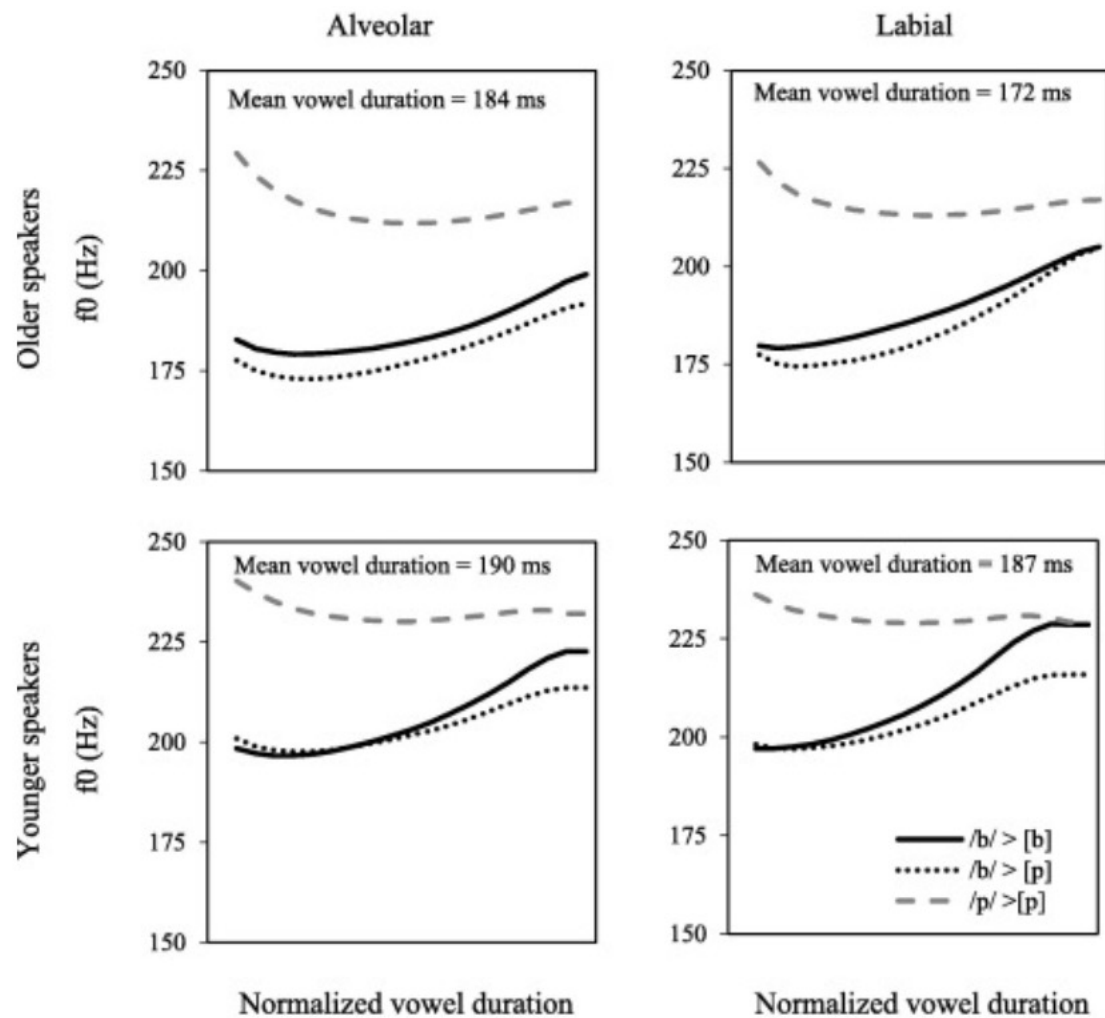 Alveolar
Labial
Older speakers
f0 (Hz)
250
225
200
175
150
Mean vowel duration = 184 ms
250
225
200
175
150
Mean vowel duration = 172 ms
Younger speakers
f0 (Hz)
250
225
200
175
150
Mean vowel duration = 190 ms
250
225
200
175
150
Mean vowel duration = 187 ms
/b/ > [b]
/b/ > [p]
/p/ >[p]
Normalized vowel duration
Normalized vowel duration